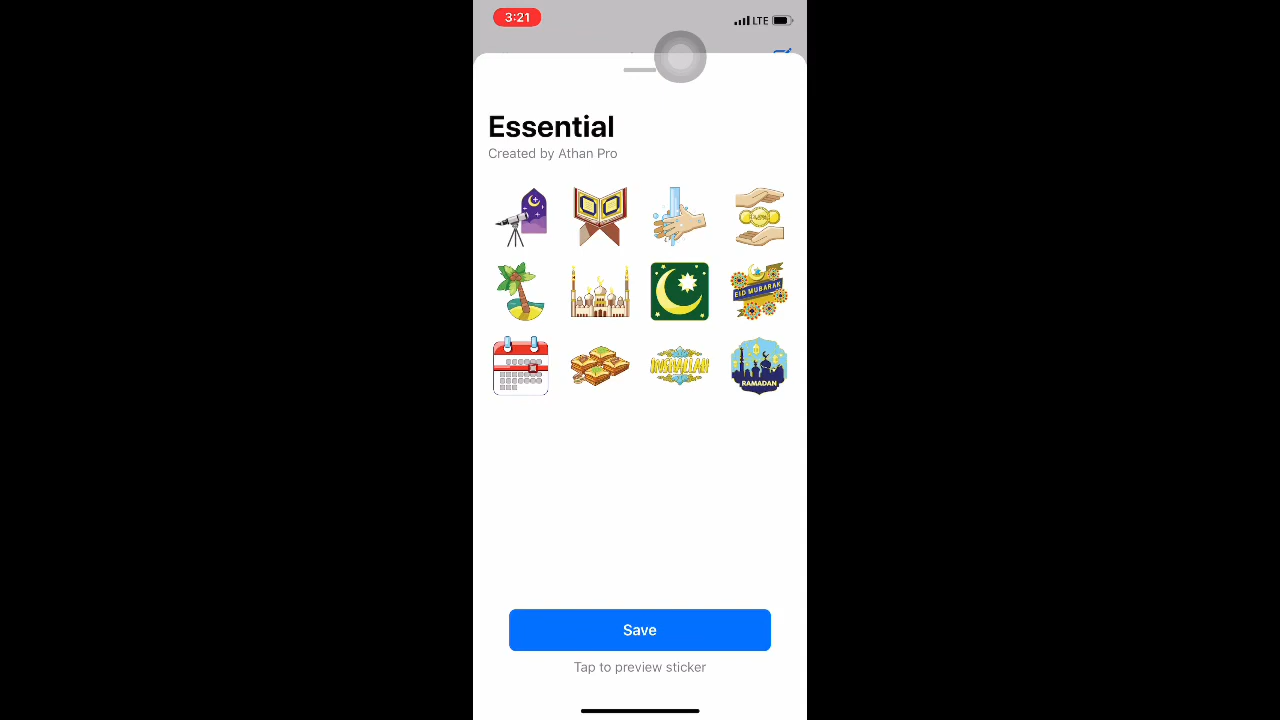 3:21
LTE
Essential
Created by Athan Pro
EID MUBARAK
INSHALLAH
RAMADAN
Save
Tap to preview sticker